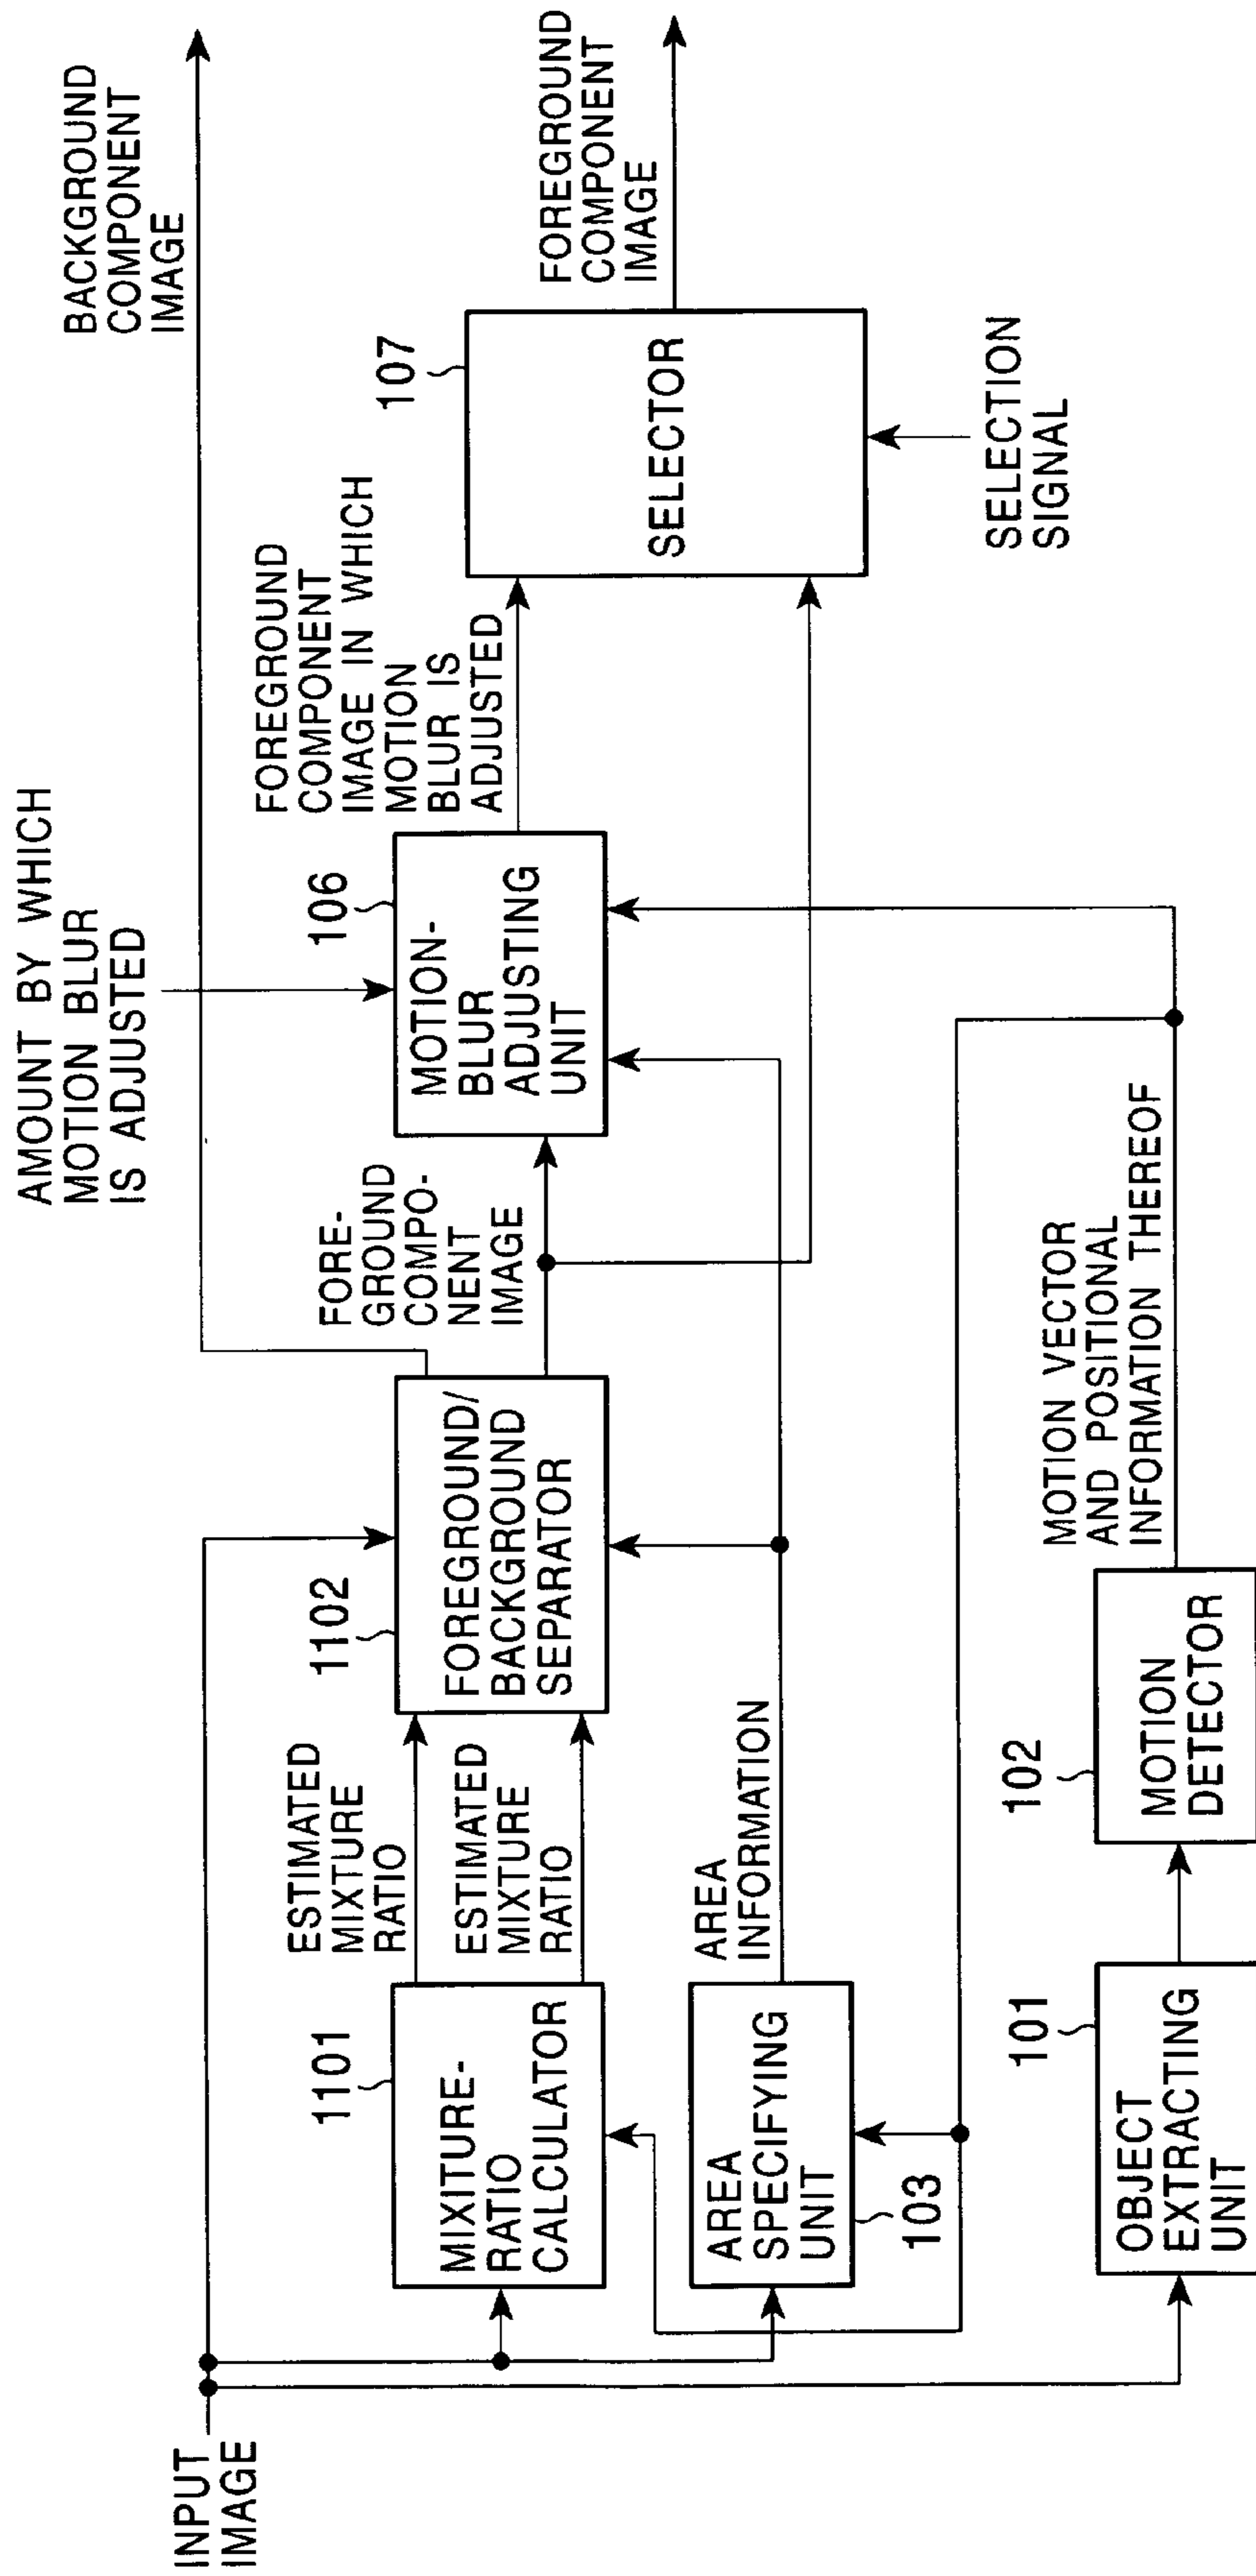 AMOUNT BY WHICH
MOTION BLUR
IS ADJUSTED
BACKGROUND
COMPONENT
IMAGE
INPUT
IMAGE
ESTIMATED
MIXTURE
RATIO
1101
MIXITURE-
RATIO
CALCULATOR
ESTIMATED
MIXTURE
RATIO
1102
FOREGROUND/
BACKGROUND
SEPARATOR
FORE-
GROUND
COMPO-
NENT
IMAGE
106
MOTION-
BLUR
ADJUSTING
UNIT
FOREGROUND
COMPONENT
IMAGE IN WHICH
MOTION
BLUR IS
ADJUSTED
107
SELECTOR
FOREGROUND
COMPONENT
IMAGE
SELECTION
SIGNAL
AREA
SPECIFYING
UNIT
103
AREA
INFORMATION
101
OBJECT
EXTRACTING
UNIT
102
MOTION
DETECTOR
MOTION VECTOR
AND POSITIONAL
INFORMATION THEREOF